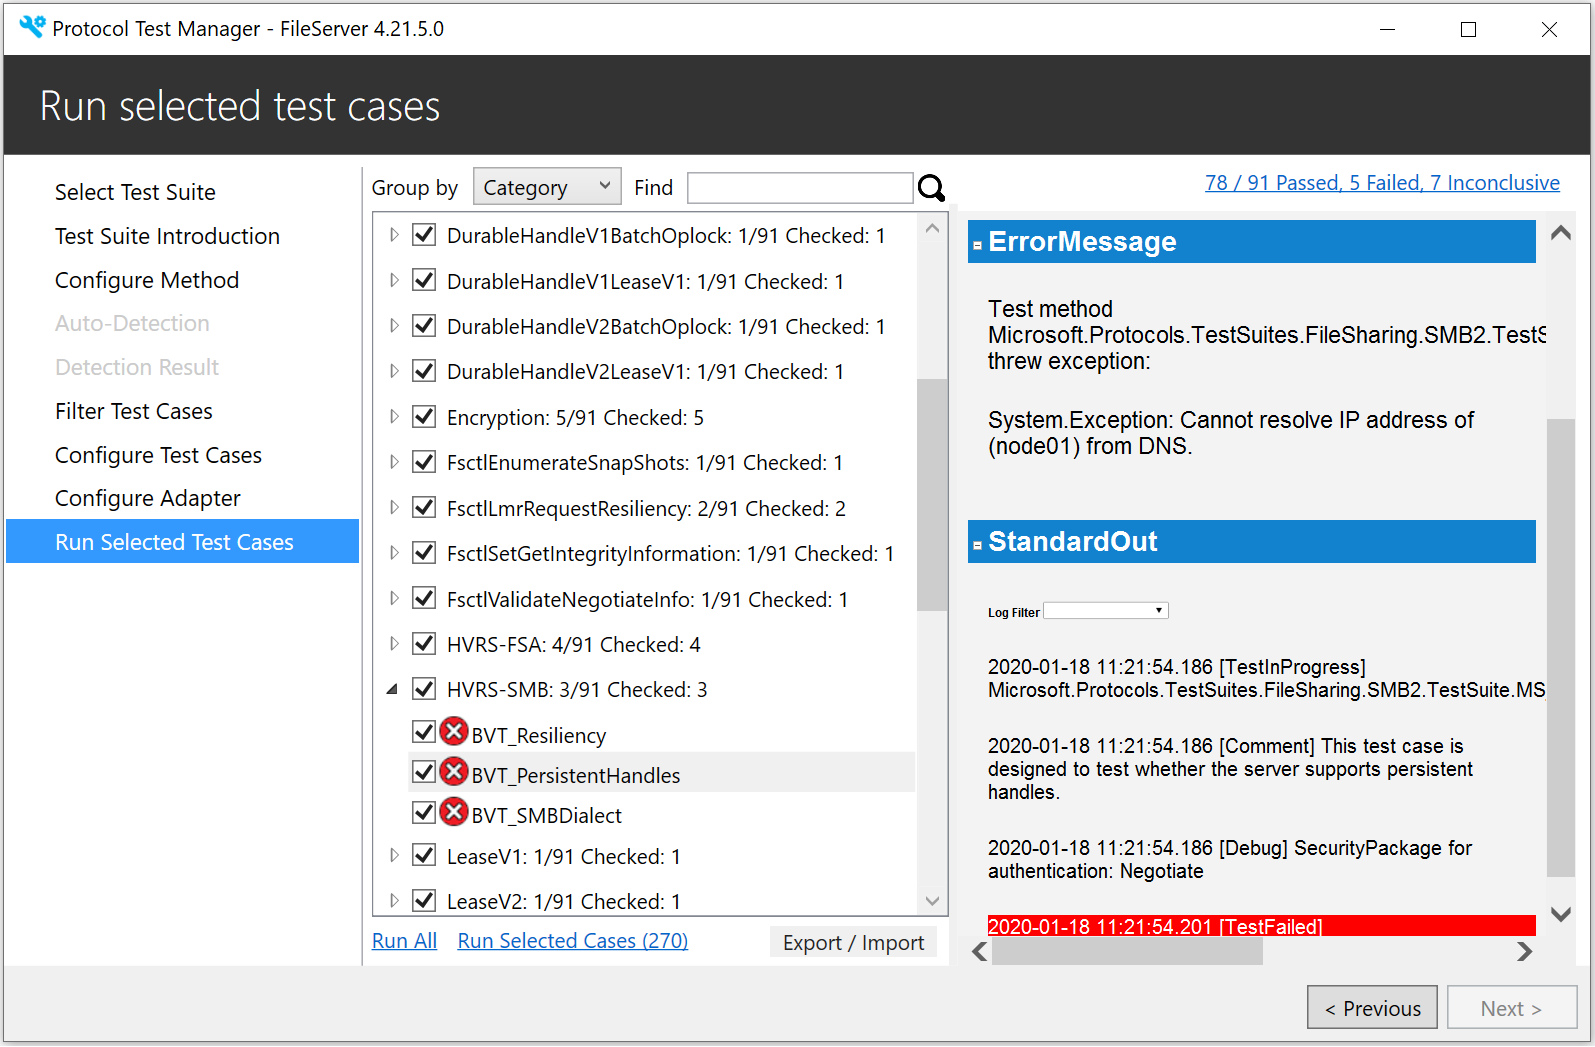 Protocol Test Manager - FileServer 4.21.5.0
Run selected test cases
Select Test Suite
Test Suite Introduction
Configure Method
Auto-Detection
Detection Result
Filter Test Cases
Configure Test Cases
Configure Adapter
Run Selected Test Cases
Group by Category Find
DurableHandleV1BatchOplock: 1/91 Checked: 1
DurableHandleV1LeaseV1: 1/91 Checked: 1
DurableHandleV2BatchOplock: 1/91 Checked: 1
DurableHandleV2LeaseV1: 1/91 Checked: 1
Encryption: 5/91 Checked: 5
FsctlEnumerateSnapShots: 1/91 Checked: 1
FsctlLmrRequestResiliency: 2/91 Checked: 2
FsctlSetGetIntegrityInformation: 1/91 Checked: 1
FsctlValidateNegotiateInfo: 1/91 Checked: 1
HVRS-FSA: 4/91 Checked: 4
HVRS-SMB: 3/91 Checked: 3
BVT_Resiliency
BVT_PersistentHandles
BVT_SMBDialect
LeaseV1: 1/91 Checked: 1
LeaseV2: 1/91 Checked: 1
Run All Run Selected Cases (270) Export / Import
78 / 91 Passed, 5 Failed, 7 Inconclusive
ErrorMessage
Test method
Microsoft.Protocols.TestSuites.FileSharing.SMB2.TestS
threw exception:
System.Exception: Cannot resolve IP address of
(node01) from DNS.
StandardOut
Log Filter
2020-01-18 11:21:54.186 [TestInProgress]
Microsoft.Protocols.TestSuites.FileSharing.SMB2.TestSuite.MS_
2020-01-18 11:21:54.186 [Comment] This test case is
designed to test whether the server supports persistent
handles.
2020-01-18 11:21:54.186 [Debug] SecurityPackage for
authentication: Negotiate
2020-01-18 11:21:54.201 [TestFailed]
< Previous Next >